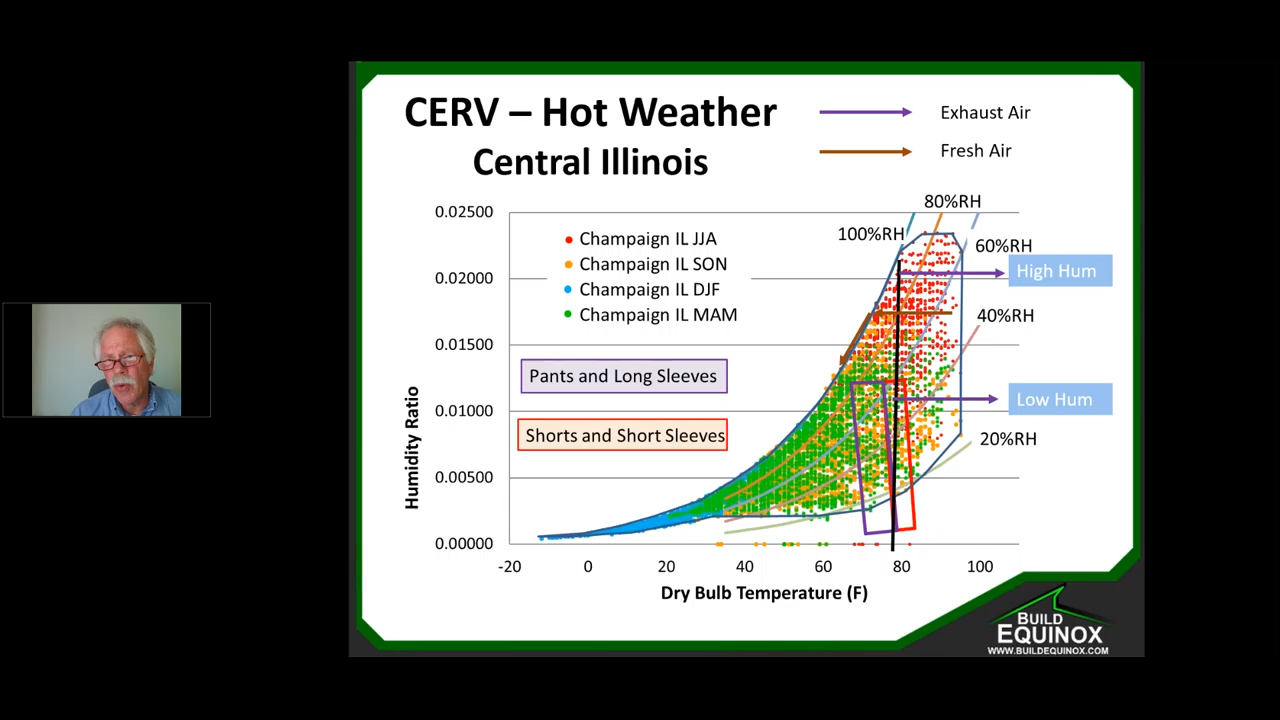 CERV – Hot Weather
Central Illinois
Exhaust Air
Fresh Air
80%RH
100%RH
60%RH
40%RH
20%RH
High Hum
Low Hum
Champaign IL JJA
Champaign IL SON
Champaign IL DJF
Champaign IL MAM
Pants and Long Sleeves
Shorts and Short Sleeves
Humidity Ratio
0.02500
0.02000
0.01500
0.01000
0.00500
0.00000
-20 0 20 40 60 80 100
Dry Bulb Temperature (F)
BUILD
EQUINOX
WWW.BUILDEQUINOX.COM